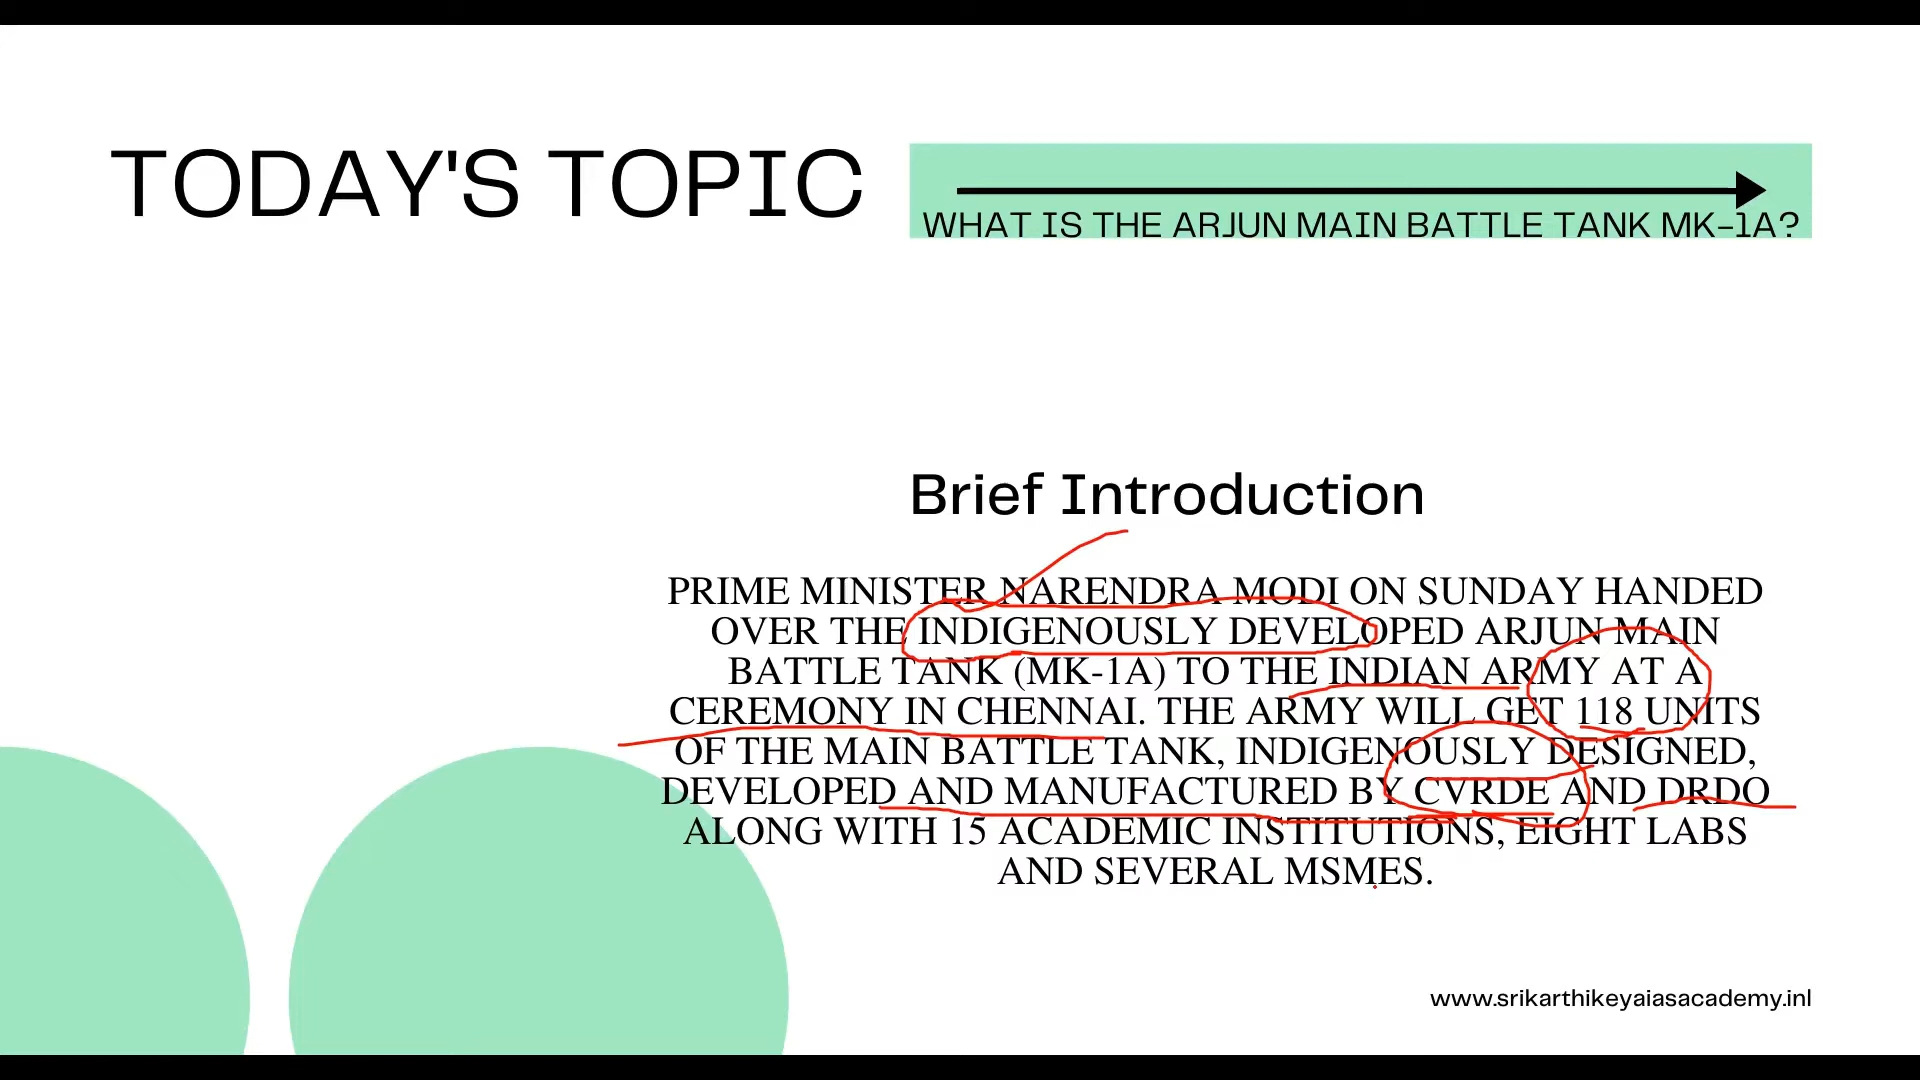 TODAY'S TOPIC
WHAT IS THE ARJUN MAIN BATTLE TANK MK-1A?
Brief Introduction
PRIME MINISTER NARENDRA MODI ON SUNDAY HANDED
OVER THE INDIGENOUSLY DEVELOPED ARJUN MAIN
BATTLE TANK (MK-1A) TO THE INDIAN ARMY AT A
CEREMONY IN CHENNAI. THE ARMY WILL GET 118 UNITS
OF THE MAIN BATTLE TANK, INDIGENOUSLY DESIGNED,
DEVELOPED AND MANUFACTURED BY CVRDE AND DRDO
ALONG WITH 15 ACADEMIC INSTITUTIONS, EIGHT LABS
AND SEVERAL MSMES.
www.srikarthikeyaiasacademy.inl